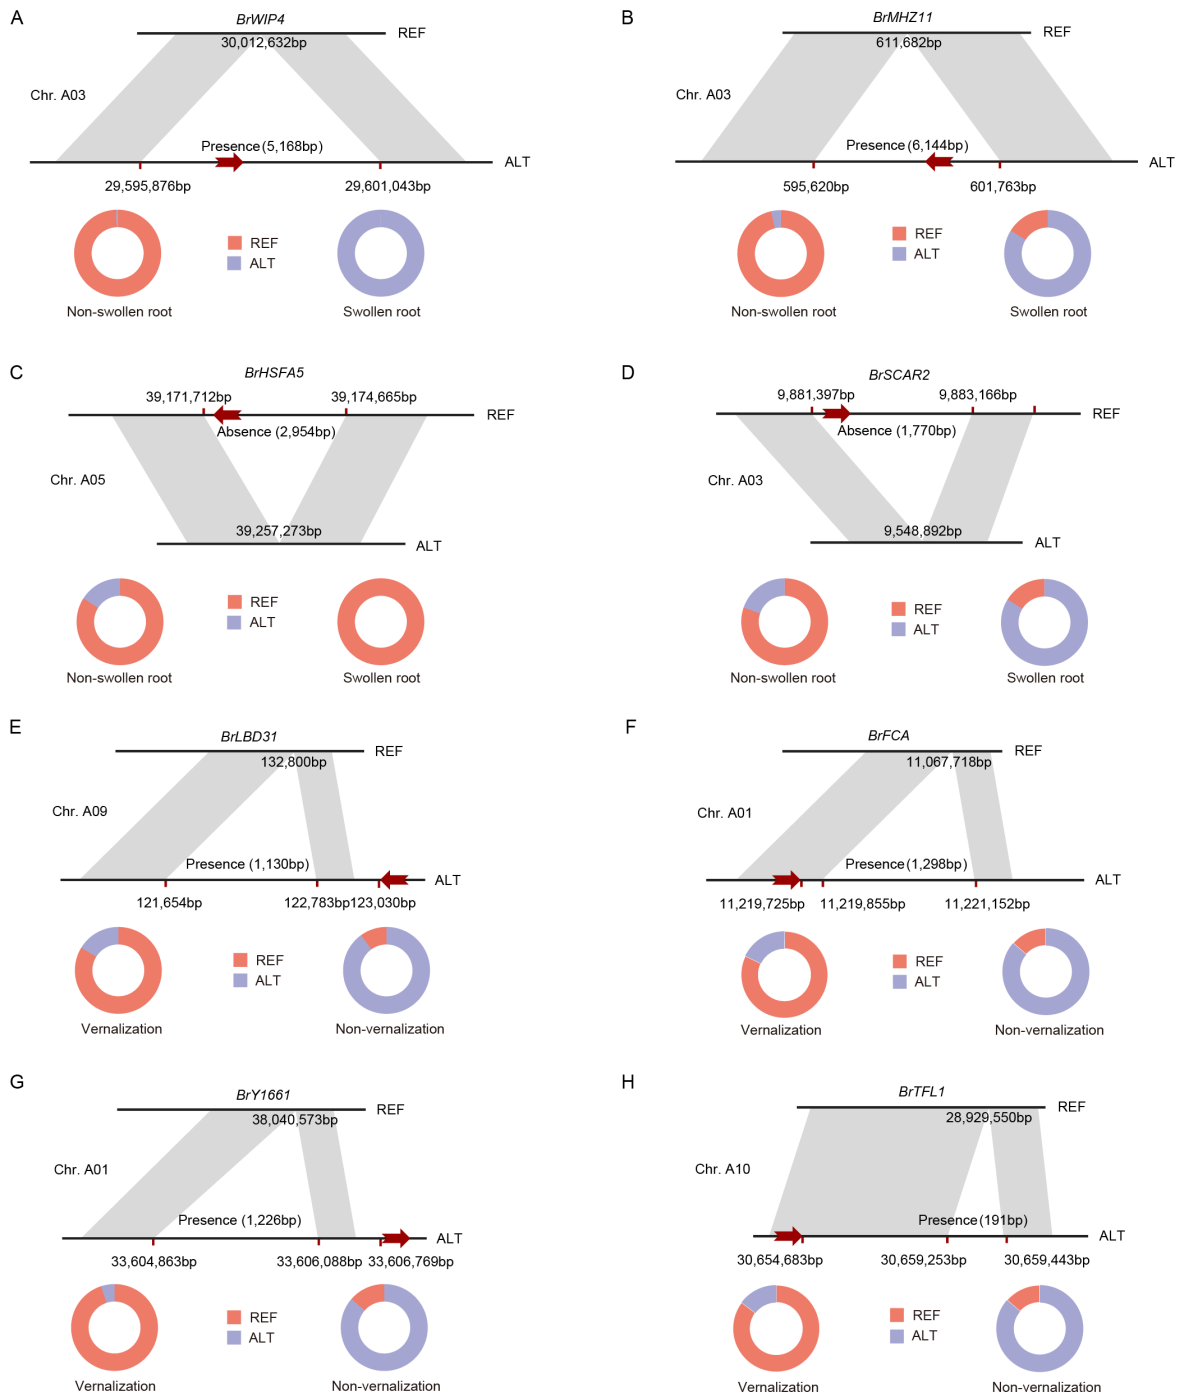 A
BrWIP4
REF
30,012,632bp
Chr. A03
Presence (5,168bp)
ALT
29,595,876bp
29,601,043bp
REF
ALT
Non-swollen root
Swollen root
B
BrMHZ11
REF
611,682bp
Chr. A03
Presence (6,144bp)
ALT
595,620bp
601,763bp
REF
ALT
Non-swollen root
Swollen root
C
BrHSFA5
39,171,712bp
39,174,665bp
REF
Absence (2,954bp)
Chr. A05
39,257,273bp
ALT
REF
ALT
Non-swollen root
Swollen root
D
BrSCAR2
9,881,397bp
9,883,166bp
REF
Absence (1,770bp)
Chr. A03
9,548,892bp
ALT
REF
ALT
Non-swollen root
Swollen root
E
BrLBD31
REF
132,800bp
Chr. A09
Presence (1,130bp)
ALT
121,654bp
122,783bp
123,030bp
REF
ALT
Vernalization
Non-vernalization
F
BrFCA
REF
11,067,718bp
Chr. A01
Presence (1,298bp)
ALT
11,219,725bp
11,219,855bp
11,221,152bp
REF
ALT
Vernalization
Non-vernalization
G
BrY1661
REF
38,040,573bp
Chr. A01
Presence (1,226bp)
ALT
33,604,863bp
33,606,088bp
33,606,769bp
REF
ALT
Vernalization
Non-vernalization
H
BrTFL1
REF
28,929,550bp
Chr. A10
Presence (191bp)
ALT
30,654,683bp
30,659,253bp
30,659,443bp
REF
ALT
Vernalization
Non-vernalization